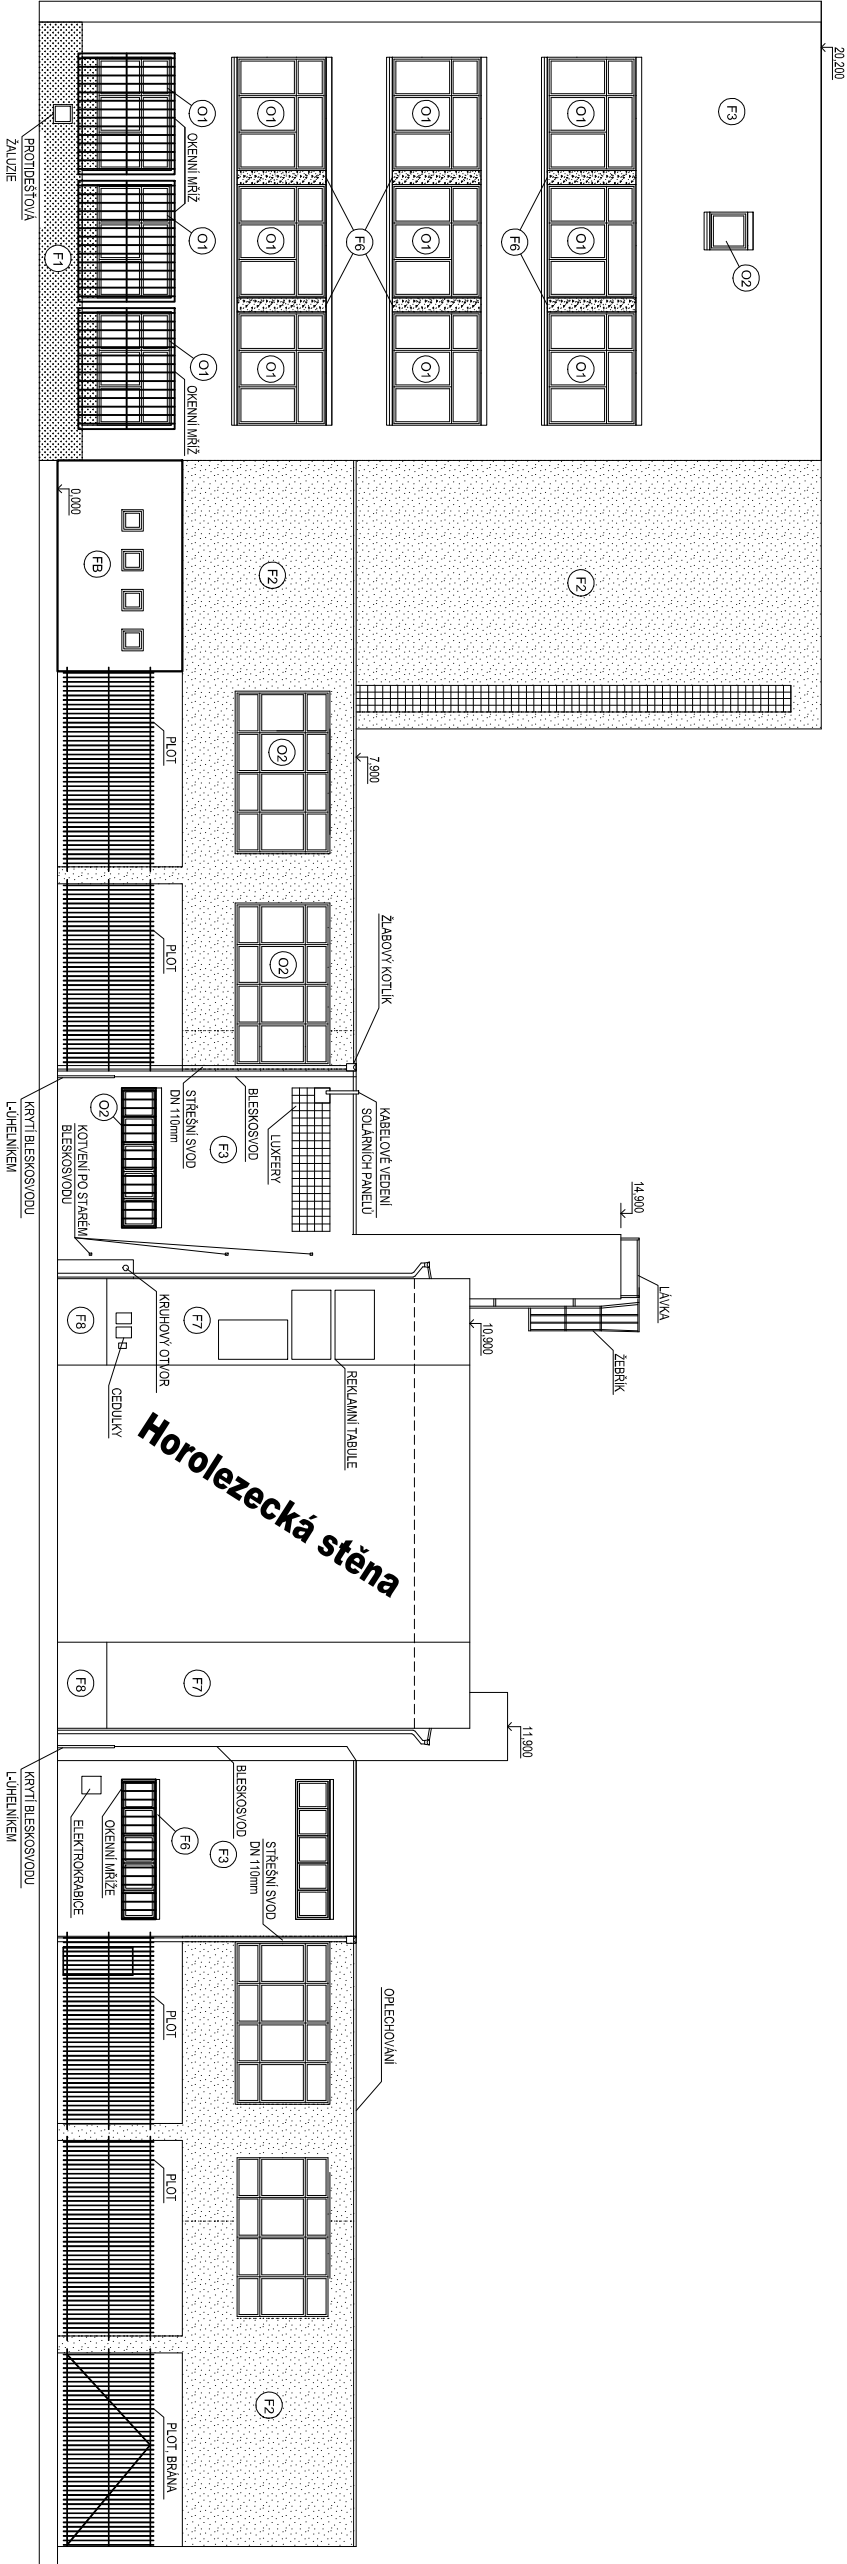 20,200
F3
O2
O1
O1
O1
F6
O1
O1
O1
F6
O1
O1
O1
O1
OKENNÍ MŘÍŽ
O1
O1
OKENNÍ MŘÍŽ
F1
PROTIDEŠŤOVÁ
ŽALUZIE
0,000
FB
F2
F2
PLOT
O2
7,900
PLOT
O2
ŽLABOVÝ KOTLÍK
KABELOVÉ VEDENÍ
SOLÁRNÍCH PANELŮ
LUXFERY
BLESKOSVOD
F3
STŘEŠNÍ SVOD
DN 110mm
O2
KOTVENÍ PO STARÉM
BLESKOSVODU
KRYTÍ BLESKOSVODU
L-ÚHELNÍKEM
14,900
LÁVKA
ŽEBŘÍK
10,900
F7
F8
KRUHOVÝ OTVOR
CEDULKY
REKLAMNÍ TABULE
Horolezecká stěna
F7
F8
11,900
BLESKOSVOD
KRYTÍ BLESKOSVODU
L-ÚHELNÍKEM
STŘEŠNÍ SVOD
DN 110mm
F3
F6
OKENNÍ MŘÍŽE
ELEKTROKRABICE
OPLECHOVÁNÍ
PLOT
PLOT
F2
PLOT, BRÁNA